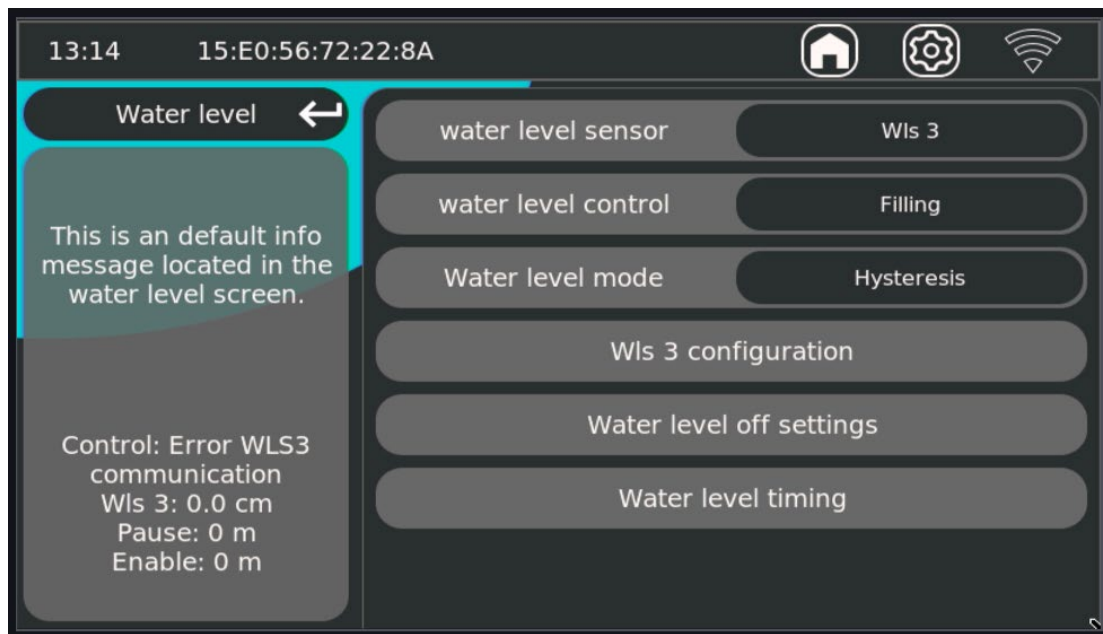 13:14 15:E0:56:72:22:8A
Water level
This is an default info
message located in the
water level screen.
Control: Error WLS3
communication
Wls 3: 0.0 cm
Pause: 0 m
Enable: 0 m
water level sensor Wls 3
water level control Filling
Water level mode Hysteresis
Wls 3 configuration
Water level off settings
Water level timing